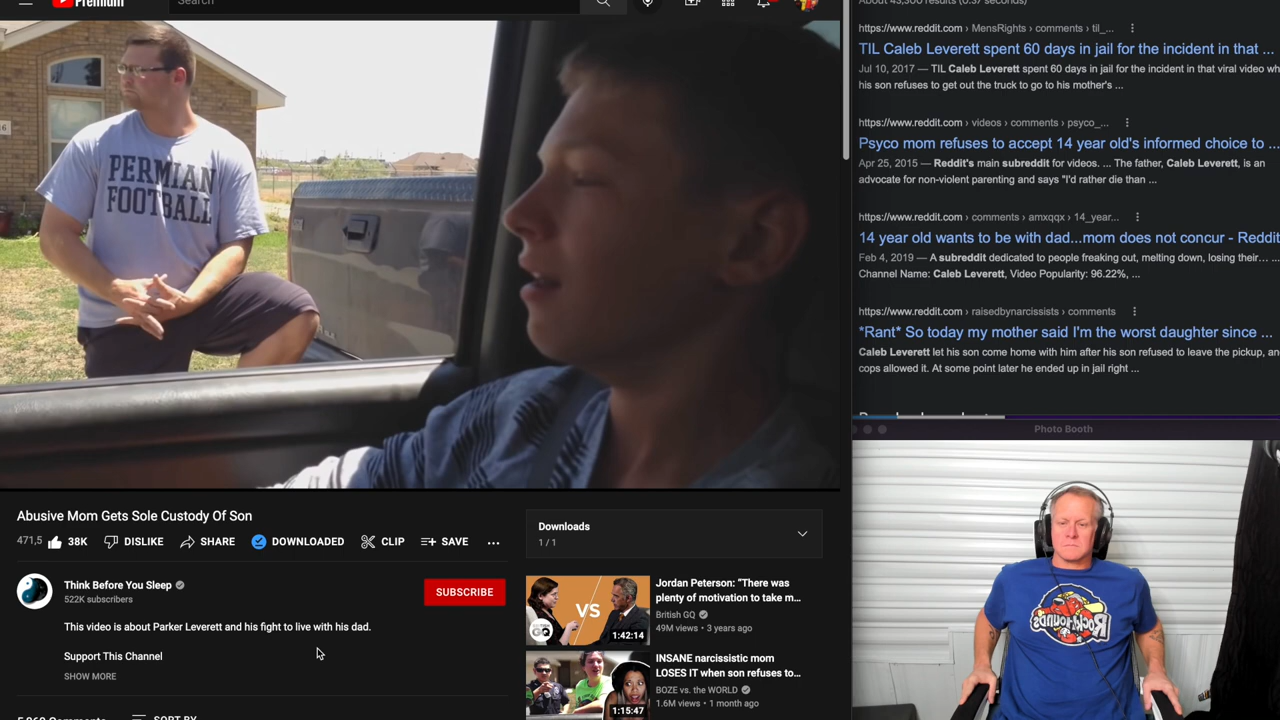 Premium
Search
PERMIAN
FOOTBALL
Abusive Mom Gets Sole Custody Of Son
471,5 38K DISLIKE SHARE DOWNLOADED CLIP SAVE ...
Think Before You Sleep
522K subscribers
SUBSCRIBE
This video is about Parker Leverett and his fight to live with his dad.
Support This Channel
SHOW MORE
SORT BY
Downloads
1 / 1
VS
1:42:14
Jordan Peterson: “There was
plenty of motivation to take m...
British GQ
49M views • 3 years ago
1:15:47
INSANE narcissistic mom
LOSES IT when son refuses to...
BOZE vs. the WORLD
1.6M views • 1 month ago
https://www.reddit.com › MensRights › comments › til_...
TIL Caleb Leverett spent 60 days in jail for the incident in that ...
Jul 10, 2017 — TIL Caleb Leverett spent 60 days in jail for the incident in that viral video wh
his son refuses to get out the truck to go to his mother's ...
https://www.reddit.com › videos › comments › psyco_...
Psyco mom refuses to accept 14 year old's informed choice to ...
Apr 25, 2015 — Reddit's main subreddit for videos. ... The father, Caleb Leverett, is an
advocate for non-violent parenting and says "I'd rather die than ...
https://www.reddit.com › comments › amxqqx › 14_year...
14 year old wants to be with dad...mom does not concur - Reddit
Feb 4, 2019 — A subreddit dedicated to people freaking out, melting down, losing their... ...
Channel Name: Caleb Leverett, Video Popularity: 96.22%, ...
https://www.reddit.com › raisedbynarcissists › comments
*Rant* So today my mother said I'm the worst daughter since ...
Caleb Leverett let his son come home with him after his son refused to leave the pickup, an
cops allowed it. At some point later he ended up in jail right ...
Photo Booth
Rockhounds